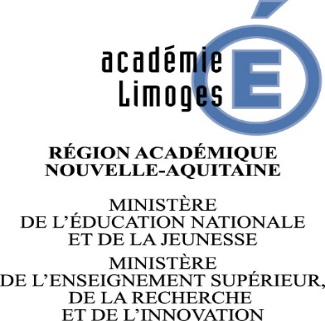 académie
Limoges
É
RÉGION ACADÉMIQUE
NOUVELLE-AQUITAINE
MINISTÈRE
DE L'ÉDUCATION NATIONALE
ET DE LA JEUNESSE
MINISTÈRE
DE L'ENSEIGNEMENT SUPÉRIEUR,
DE LA RECHERCHE
ET DE L'INNOVATION